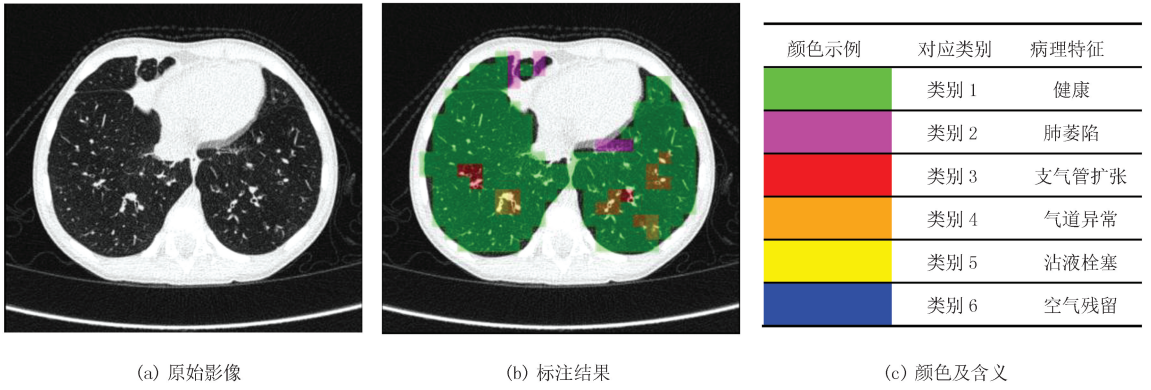 颜色示例 对应类别 病理特征
类别 1 健康
类别 2 肺萎陷
类别 3 支气管扩张
类别 4 气道异常
类别 5 沾液栓塞
类别 6 空气残留
(a) 原始影像 (b) 标注结果 (c) 颜色及含义